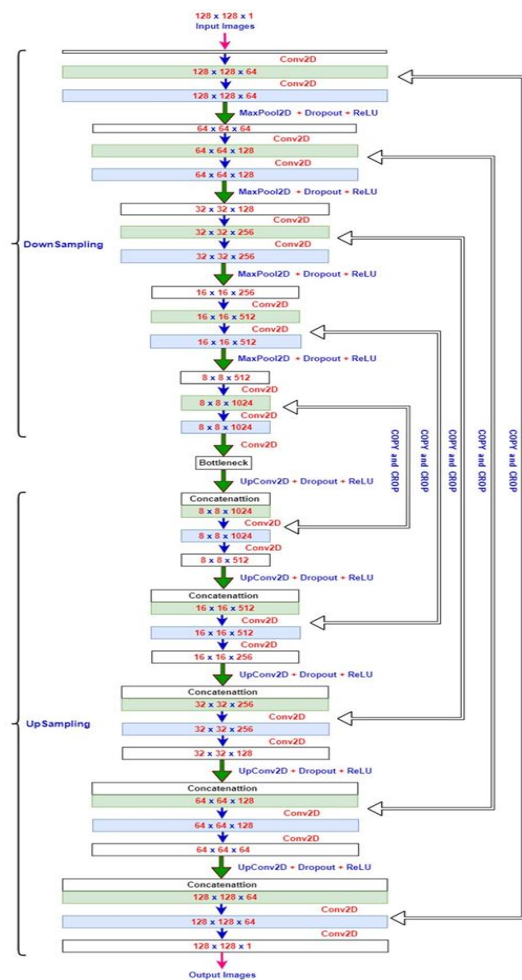 128 x 128 x 1
Input Images
Conv2D
128 x 128 x 64
Conv2D
128 x 128 x 64
MaxPool2D + Dropout + ReLU
64 x 64 x 64
Conv2D
64 x 64 x 128
Conv2D
64 x 64 x 128
MaxPool2D + Dropout + ReLU
32 x 32 x 128
Conv2D
32 x 32 x 256
DownSampling
Conv2D
32 x 32 x 256
MaxPool2D + Dropout + ReLU
16 x 16 x 256
Conv2D
16 x 16 x 512
Conv2D
16 x 16 x 512
MaxPool2D + Dropout + ReLU
8 x 8 x 512
Conv2D
8 x 8 x 1024
Conv2D
8 x 8 x 1024
Conv2D
Bottleneck
COPY and CROP
COPY and CROP
COPY and CROP
COPY and CROP
COPY and CROP
UpConv2D + Dropout + ReLU
Concatenattion
8 x 8 x 1024
Conv2D
8 x 8 x 1024
Conv2D
8 x 8 x 512
UpConv2D + Dropout + ReLU
Concatenattion
16 x 16 x 512
Conv2D
16 x 16 x 512
Conv2D
16 x 16 x 256
UpConv2D + Dropout + ReLU
Concatenattion
32 x 32 x 256
Conv2D
UpSampling
32 x 32 x 256
Conv2D
32 x 32 x 128
UpConv2D + Dropout + ReLU
Concatenattion
64 x 64 x 128
Conv2D
64 x 64 x 128
Conv2D
64 x 64 x 64
UpConv2D + Dropout + ReLU
Concatenattion
128 x 128 x 64
Conv2D
128 x 128 x 64
Conv2D
128 x 128 x 1
Output Images